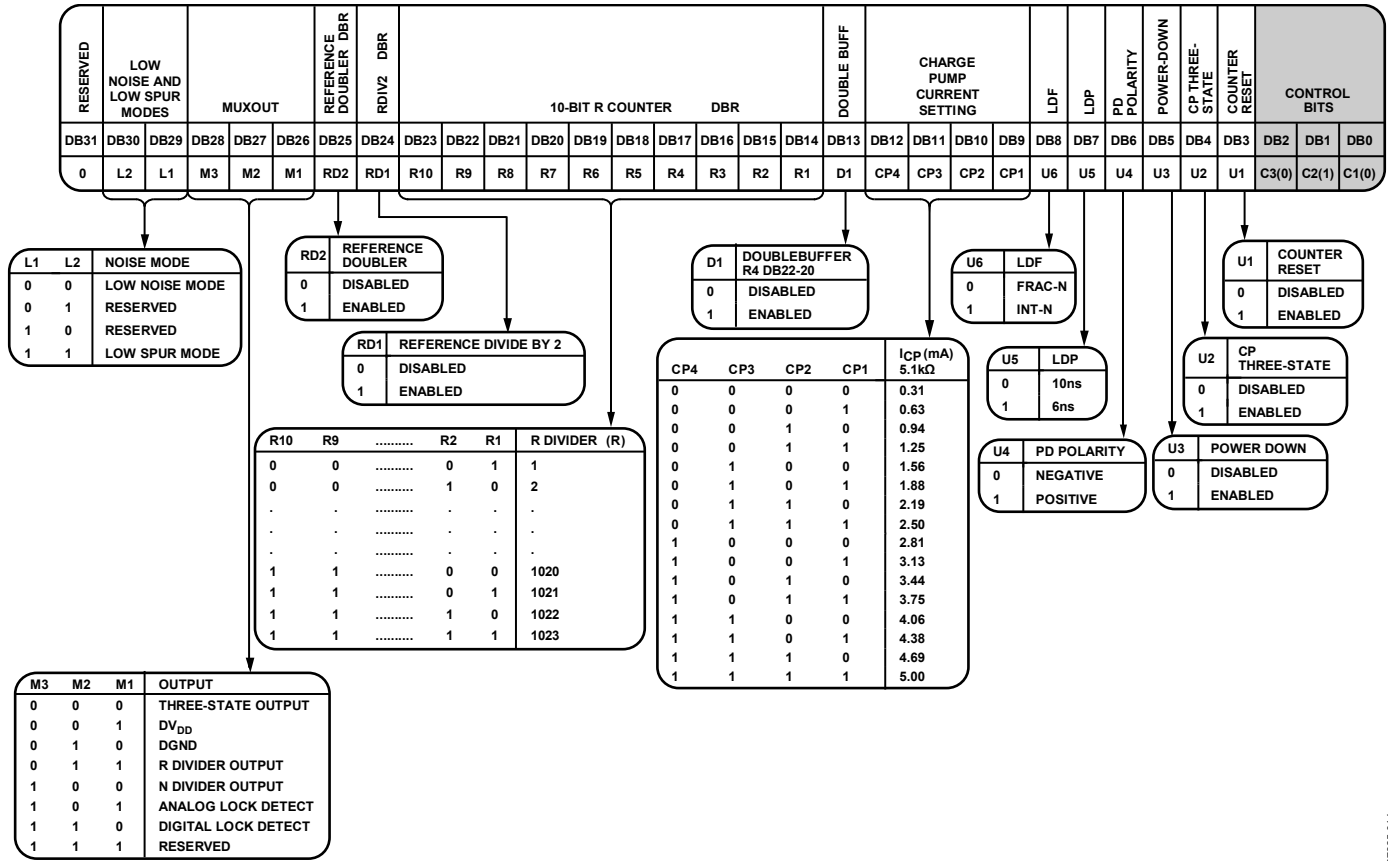 RESERVED
LOW
NOISE AND
LOW SPUR
MODES
MUXOUT
REFERENCE
DOUBLER DBR
RDIV2 DBR
10-BIT R COUNTER DBR
DOUBLE BUFF
CHARGE
PUMP
CURRENT
SETTING
LDF
LDP
PD
POLARITY
POWER-DOWN
CP THREE-
STATE
COUNTER
RESET
CONTROL
BITS
DB31 DB30 DB29 DB28 DB27 DB26 DB25 DB24 DB23 DB22 DB21 DB20 DB19 DB18 DB17 DB16 DB15 DB14 DB13 DB12 DB11 DB10 DB9 DB8 DB7 DB6 DB5 DB4 DB3 DB2 DB1 DB0
0 L2 L1 M3 M2 M1 RD2 RD1 R10 R9 R8 R7 R6 R5 R4 R3 R2 R1 D1 CP4 CP3 CP2 CP1 U6 U5 U4 U3 U2 U1 C3(0) C2(1) C1(0)
L1 L2 NOISE MODE
0 0 LOW NOISE MODE
0 1 RESERVED
1 0 RESERVED
1 1 LOW SPUR MODE
RD2 REFERENCE
DOUBLER
0 DISABLED
1 ENABLED
RD1 REFERENCE DIVIDE BY 2
0 DISABLED
1 ENABLED
R10 R9 .......... R2 R1 R DIVIDER (R)
0 0 .......... 0 1 1
0 0 .......... 1 0 2
. . .......... . . .
. . .......... . . .
. . .......... . . .
1 1 .......... 0 0 1020
1 1 .......... 0 1 1021
1 1 .......... 1 0 1022
1 1 .......... 1 1 1023
D1 DOUBLEBUFFER
R4 DB22-20
0 DISABLED
1 ENABLED
CP4 CP3 CP2 CP1 ICP (mA)
5.1kΩ
0 0 0 0 0.31
0 0 0 1 0.63
0 0 1 0 0.94
0 0 1 1 1.25
0 1 0 0 1.56
0 1 0 1 1.88
0 1 1 0 2.19
0 1 1 1 2.50
1 0 0 0 2.81
1 0 0 1 3.13
1 0 1 0 3.44
1 0 1 1 3.75
1 1 0 0 4.06
1 1 0 1 4.38
1 1 1 0 4.69
1 1 1 1 5.00
U6 LDF
0 FRAC-N
1 INT-N
U5 LDP
0 10ns
1 6ns
U4 PD POLARITY
0 NEGATIVE
1 POSITIVE
U3 POWER DOWN
0 DISABLED
1 ENABLED
U2 CP
THREE-STATE
0 DISABLED
1 ENABLED
U1 COUNTER
RESET
0 DISABLED
1 ENABLED
M3 M2 M1 OUTPUT
0 0 0 THREE-STATE OUTPUT
0 0 1 DVDD
0 1 0 DGND
0 1 1 R DIVIDER OUTPUT
1 0 0 N DIVIDER OUTPUT
1 0 1 ANALOG LOCK DETECT
1 1 0 DIGITAL LOCK DETECT
1 1 1 RESERVED